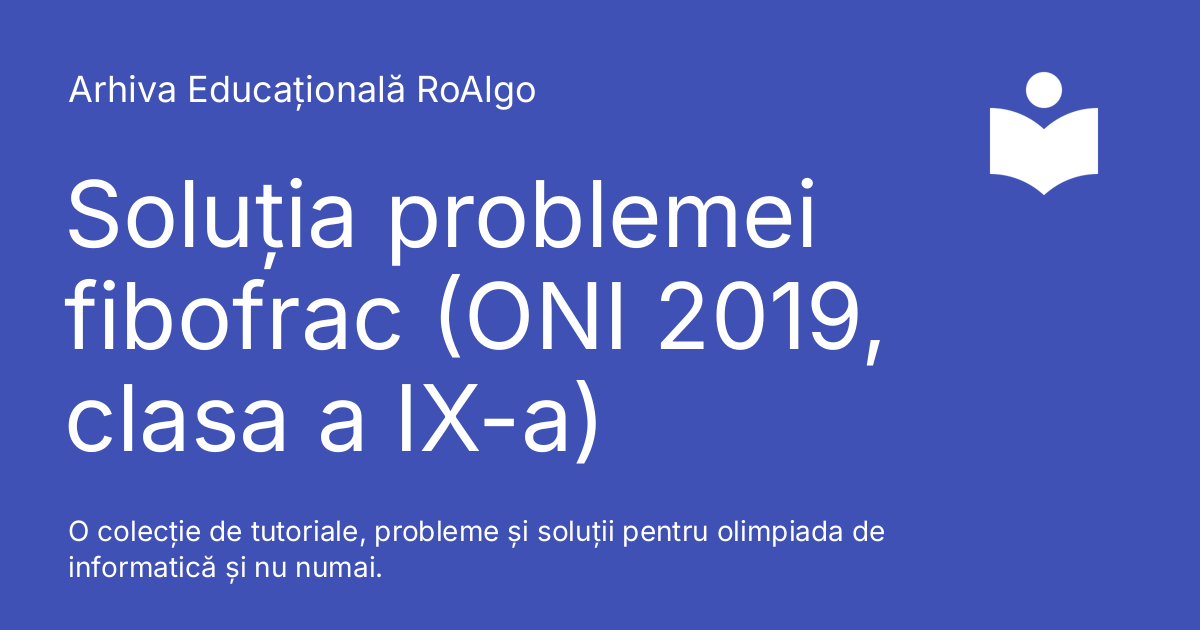 Arhiva Educațională RoAlgo
Soluția problemei
fibofrac (ONI 2019,
clasa a IX-a)
O colecție de tutoriale, probleme și soluții pentru olimpiada de
informatică și nu numai.